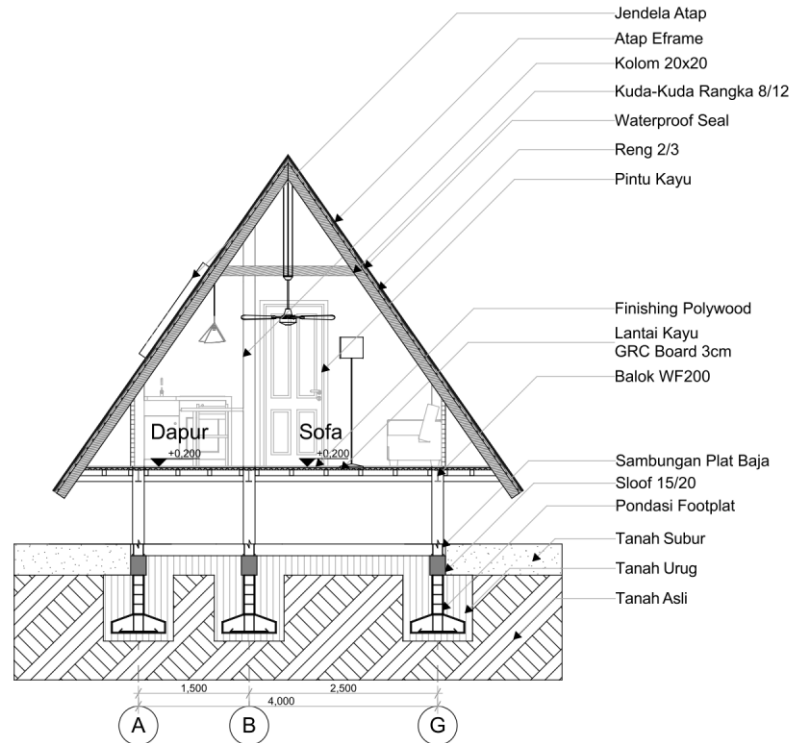 Jendela Atap
Atap Eframe
Kolom 20x20
Kuda-Kuda Rangka 8/12
Waterproof Seal
Reng 2/3
Pintu Kayu
Finishing Polywood
Lantai Kayu
GRC Board 3cm
Balok WF200
Dapur
+0,200
Sofa
+0,200
Sambungan Plat Baja
Sloof 15/20
Pondasi Footplat
Tanah Subur
Tanah Urug
Tanah Asli
1,500
2,500
4,000
A
B
G